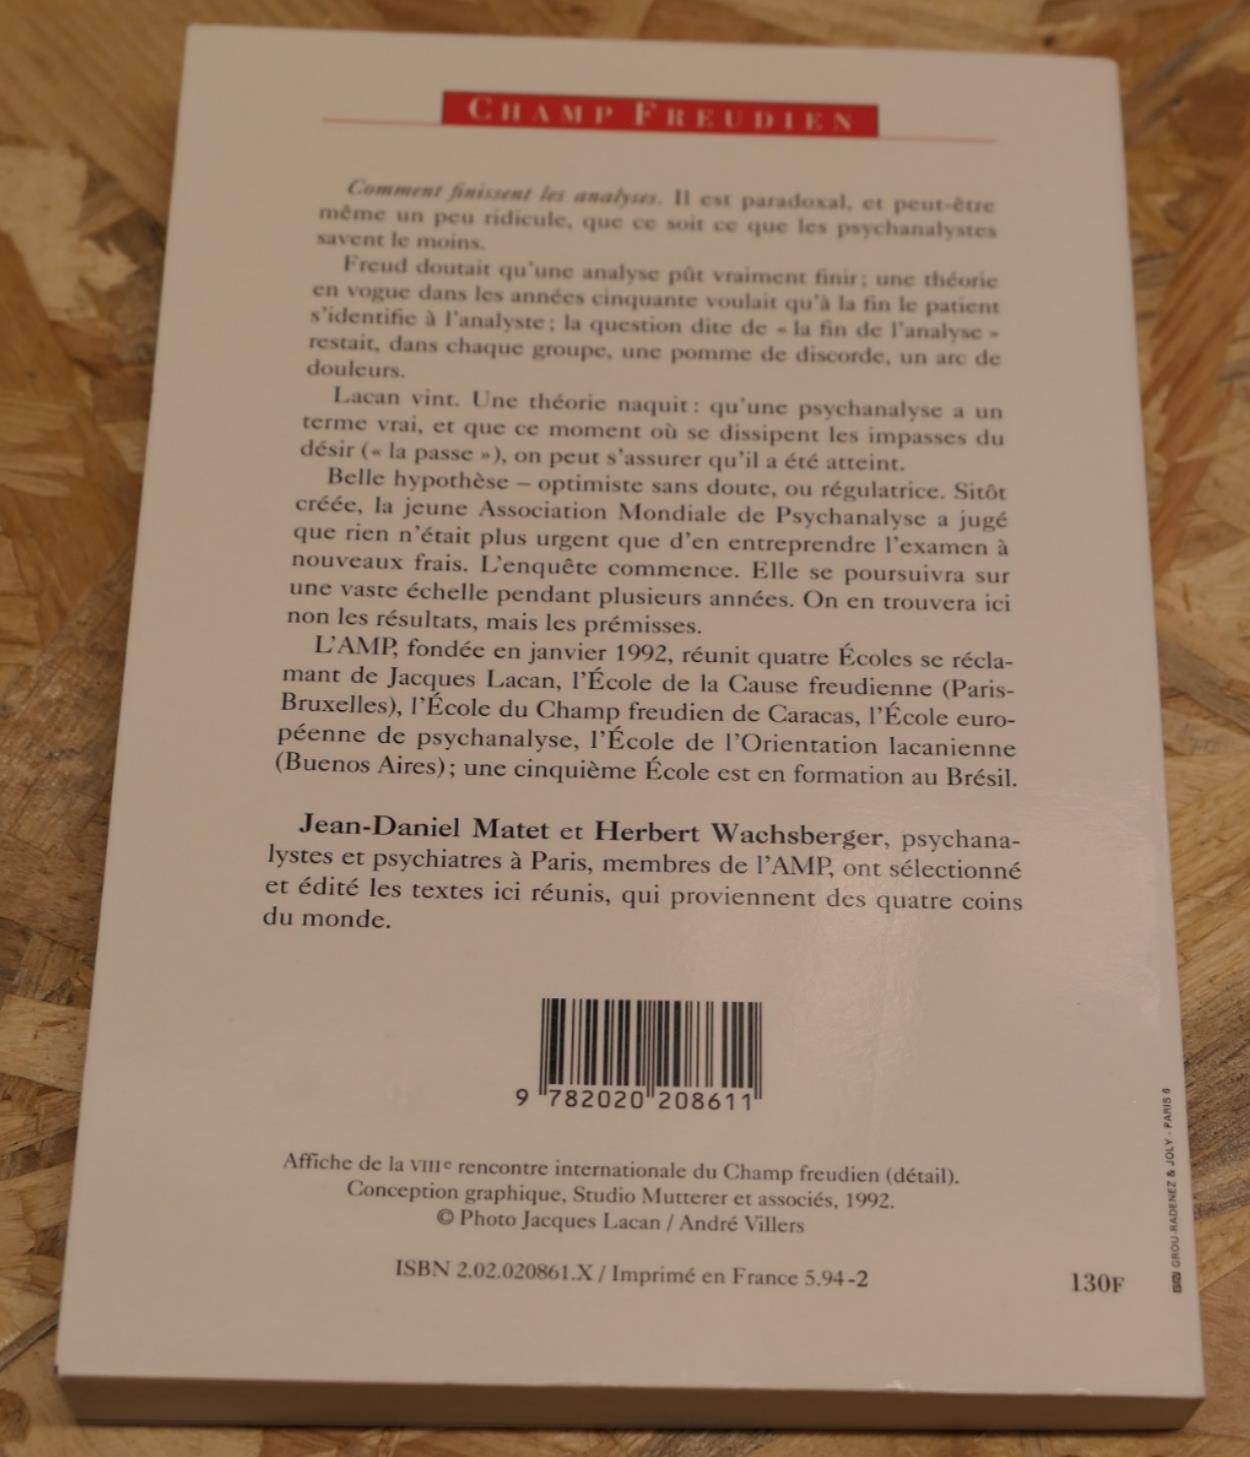 CHAMP FREUDIEN
Comment finissent les analyses. Il est paradoxal, et peut-être
même un peu ridicule, que ce soit ce que les psychanalystes
savent le moins.
Freud doutait qu'une analyse pût vraiment finir ; une théorie
en vogue dans les années cinquante voulait qu'à la fin le patient
s'identifie à l'analyste ; la question dite de « la fin de l'analyse »
restait, dans chaque groupe, une pomme de discorde, un arc de
douleurs.
Lacan vint. Une théorie naquit : qu'une psychanalyse a un
terme vrai, et que ce moment où se dissipent les impasses du
désir (« la passe »), on peut s'assurer qu'il a été atteint.
Belle hypothèse – optimiste sans doute, ou régulatrice. Sitôt
créée, la jeune Association Mondiale de Psychanalyse a jugé
que rien n'était plus urgent que d'en entreprendre l'examen à
nouveaux frais. L'enquête commence. Elle se poursuivra sur
une vaste échelle pendant plusieurs années. On en trouvera ici
non les résultats, mais les prémisses.
L'AMP, fondée en janvier 1992, réunit quatre Écoles se récla-
mant de Jacques Lacan, l'École de la Cause freudienne (Paris-
Bruxelles), l'École du Champ freudien de Caracas, l'École euro-
péenne de psychanalyse, l'École de l'Orientation lacanienne
(Buenos Aires) ; une cinquième École est en formation au Brésil.
Jean-Daniel Matet et Herbert Wachsberger, psychana-
lystes et psychiatres à Paris, membres de l'AMP, ont sélectionné
et édité les textes ici réunis, qui proviennent des quatre coins
du monde.
9 782020 208611
Affiche de la VIIIe rencontre internationale du Champ freudien (détail).
Conception graphique, Studio Mutterer et associés, 1992.
© Photo Jacques Lacan / André Villers
ISBN 2.02.020861.X / Imprimé en France 5.94-2
130F
GROU-RADENEZ & JOLY - PARIS 6